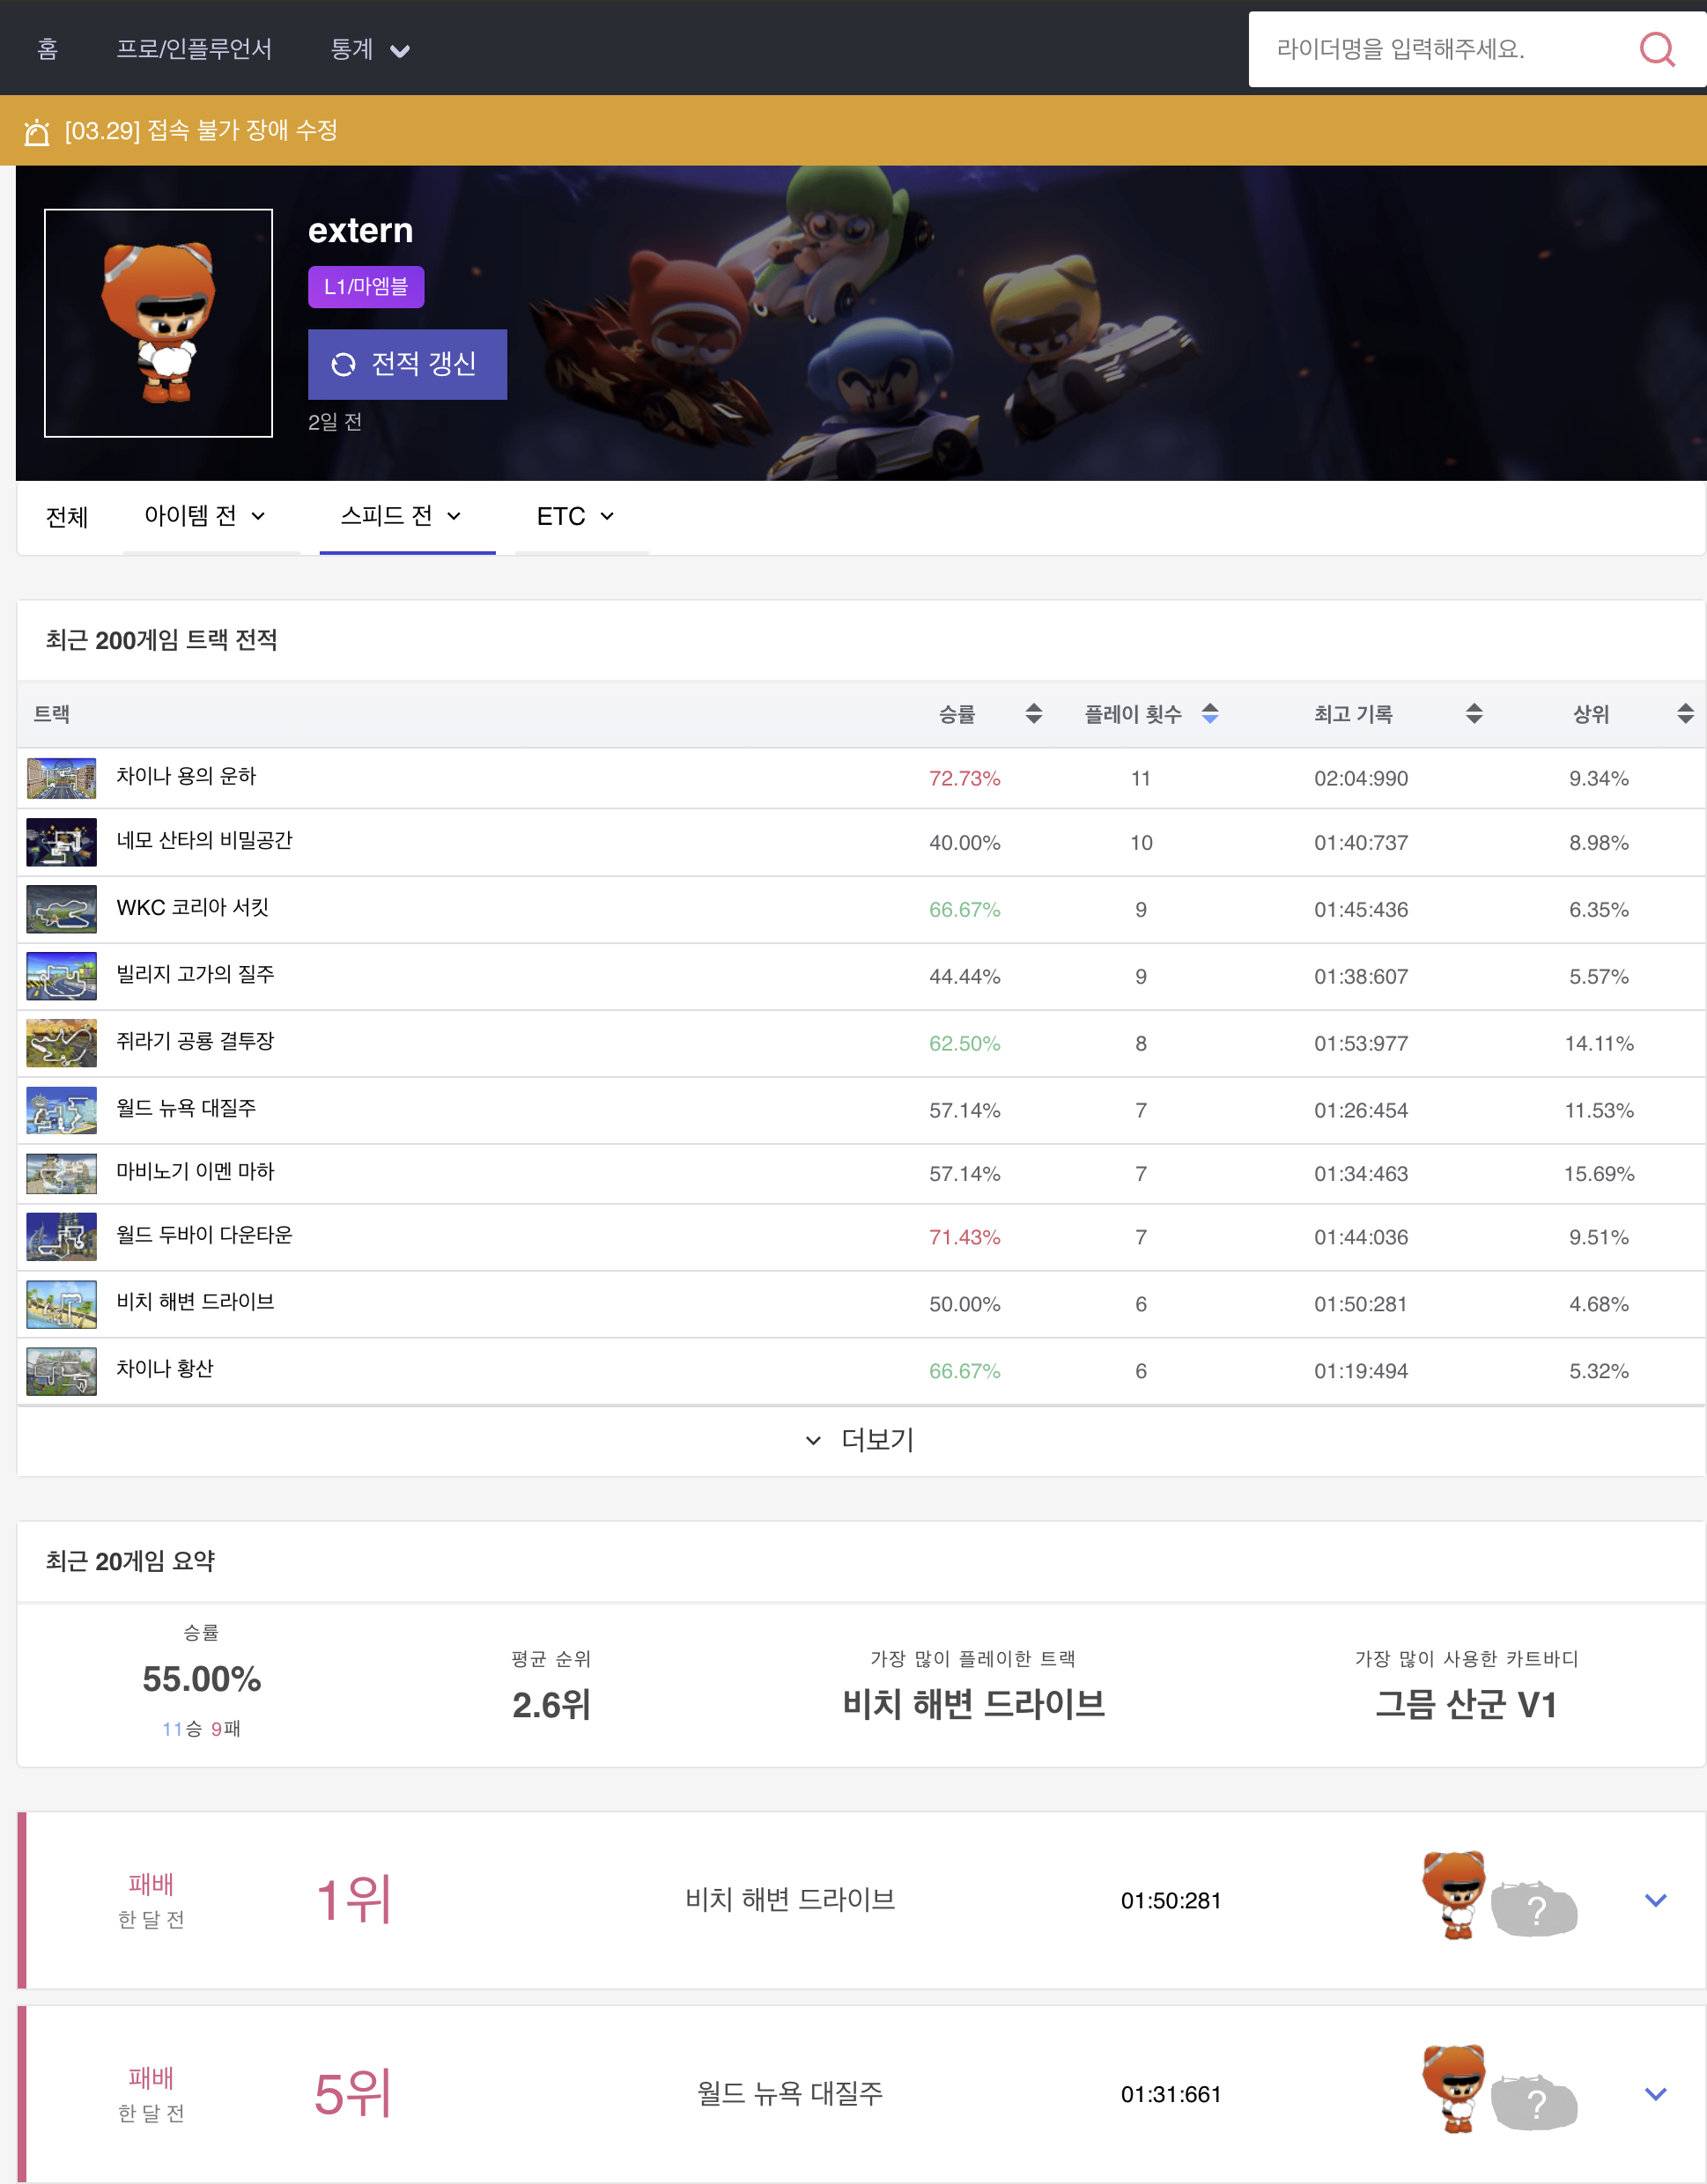 홈 프로/인플루언서 통계 라이더명을 입력해주세요.
[03.29] 접속 불가 장애 수정
extern
L1/마엠블
전적 갱신
2일 전
전체 아이템 전 스피드 전 ETC
최근 200게임 트랙 전적
트랙 승률 플레이 횟수 최고 기록 상위
차이나 용의 운하 72.73% 11 02:04:990 9.34%
네모 산타의 비밀공간 40.00% 10 01:40:737 8.98%
WKC 코리아 서킷 66.67% 9 01:45:436 6.35%
빌리지 고가의 질주 44.44% 9 01:38:607 5.57%
쥐라기 공룡 결투장 62.50% 8 01:53:977 14.11%
월드 뉴욕 대질주 57.14% 7 01:26:454 11.53%
마비노기 이멘 마하 57.14% 7 01:34:463 15.69%
월드 두바이 다운타운 71.43% 7 01:44:036 9.51%
비치 해변 드라이브 50.00% 6 01:50:281 4.68%
차이나 황산 66.67% 6 01:19:494 5.32%
더보기
최근 20게임 요약
승률
55.00%
11승 9패
평균 순위
2.6위
가장 많이 플레이한 트랙
비치 해변 드라이브
가장 많이 사용한 카트바디
그믐 산군 V1
패배
한 달 전
1위 비치 해변 드라이브 01:50:281 ?
패배
한 달 전
5위 월드 뉴욕 대질주 01:31:661 ?